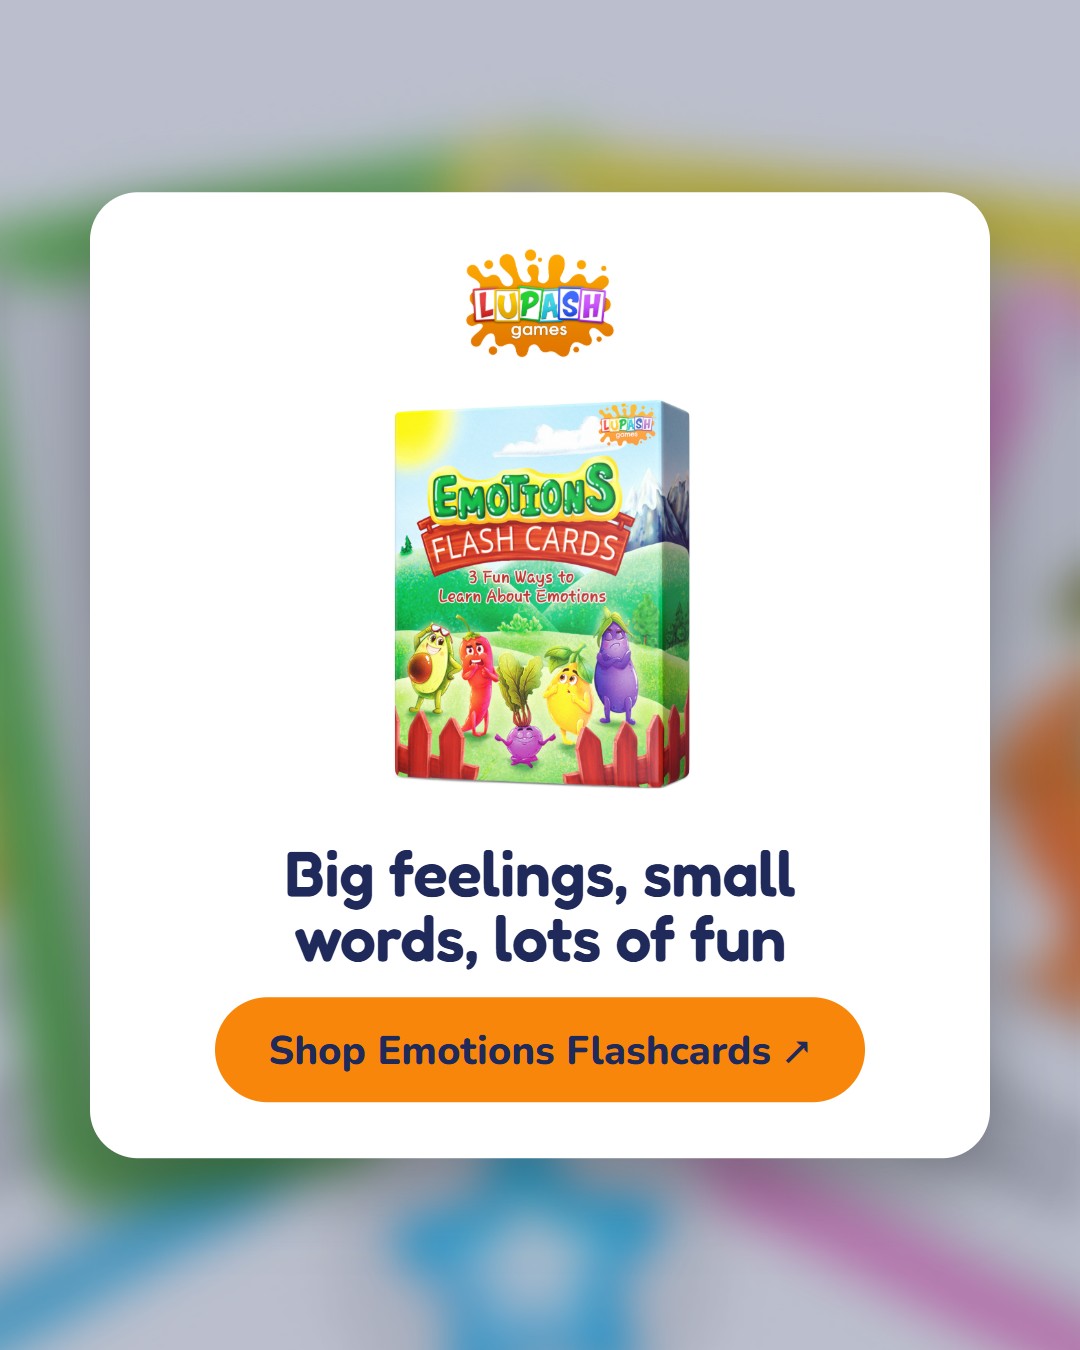 LUPASH
games
LUPASH
games
EMOTIONS
FLASH CARDS
3 Fun Ways to
Learn About Emotions
Big feelings, small
words, lots of fun
Shop Emotions Flashcards ↗